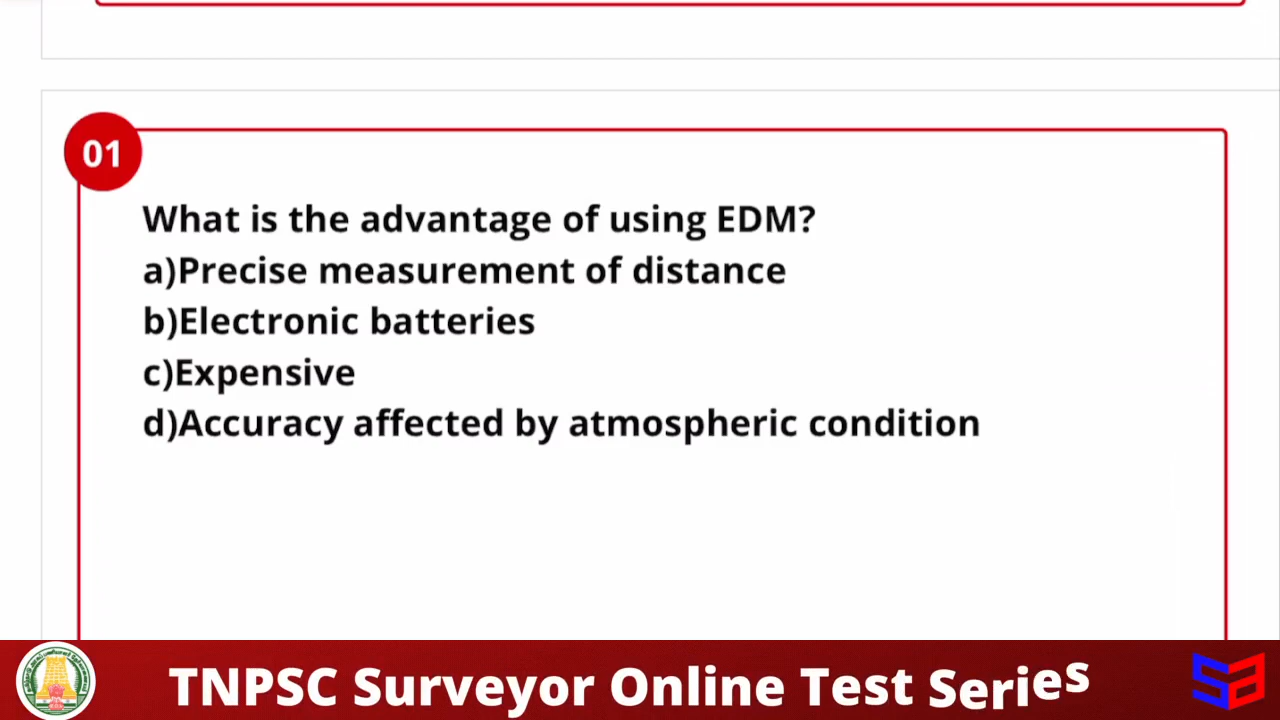 01
What is the advantage of using EDM?
a)Precise measurement of distance
b)Electronic batteries
c)Expensive
d)Accuracy affected by atmospheric condition
TNPSC Surveyor Online Test Series